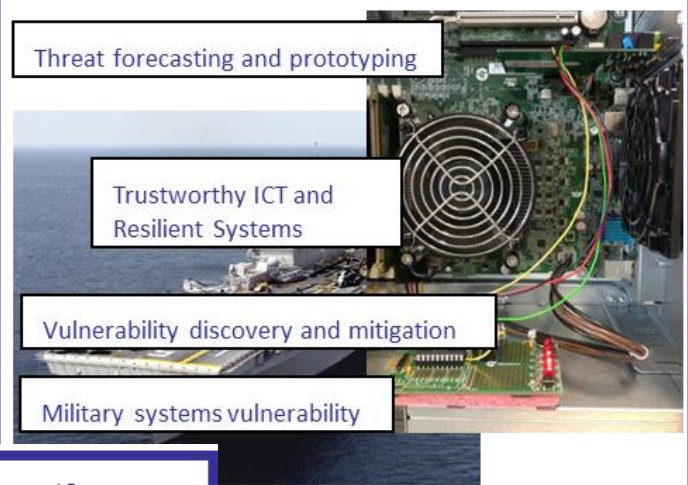 Threat forecasting and prototyping
Trustworthy ICT and
Resilient Systems
Vulnerability discovery and mitigation
Military systems vulnerability